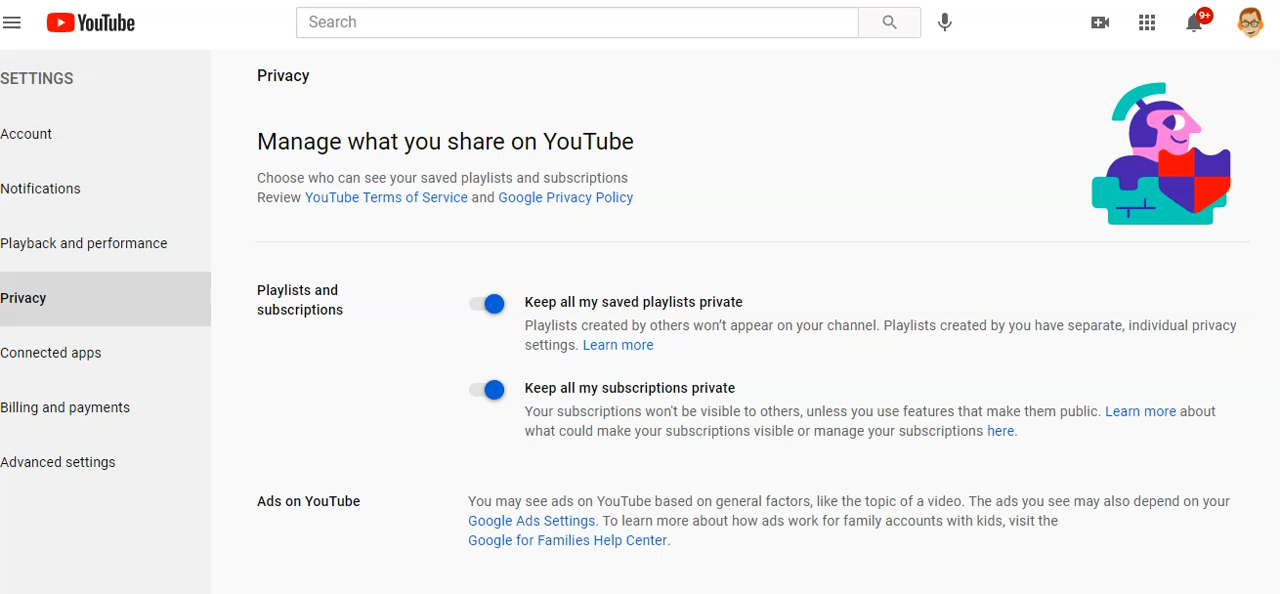 YouTube
Search
9+
SETTINGS
Account
Notifications
Playback and performance
Privacy
Connected apps
Billing and payments
Advanced settings
Privacy
Manage what you share on YouTube
Choose who can see your saved playlists and subscriptions
Review YouTube Terms of Service and Google Privacy Policy
Playlists and
subscriptions
Keep all my saved playlists private
Playlists created by others won’t appear on your channel. Playlists created by you have separate, individual privacy
settings. Learn more
Keep all my subscriptions private
Your subscriptions won't be visible to others, unless you use features that make them public. Learn more about
what could make your subscriptions visible or manage your subscriptions here.
Ads on YouTube
You may see ads on YouTube based on general factors, like the topic of a video. The ads you see may also depend on your
Google Ads Settings. To learn more about how ads work for family accounts with kids, visit the
Google for Families Help Center.